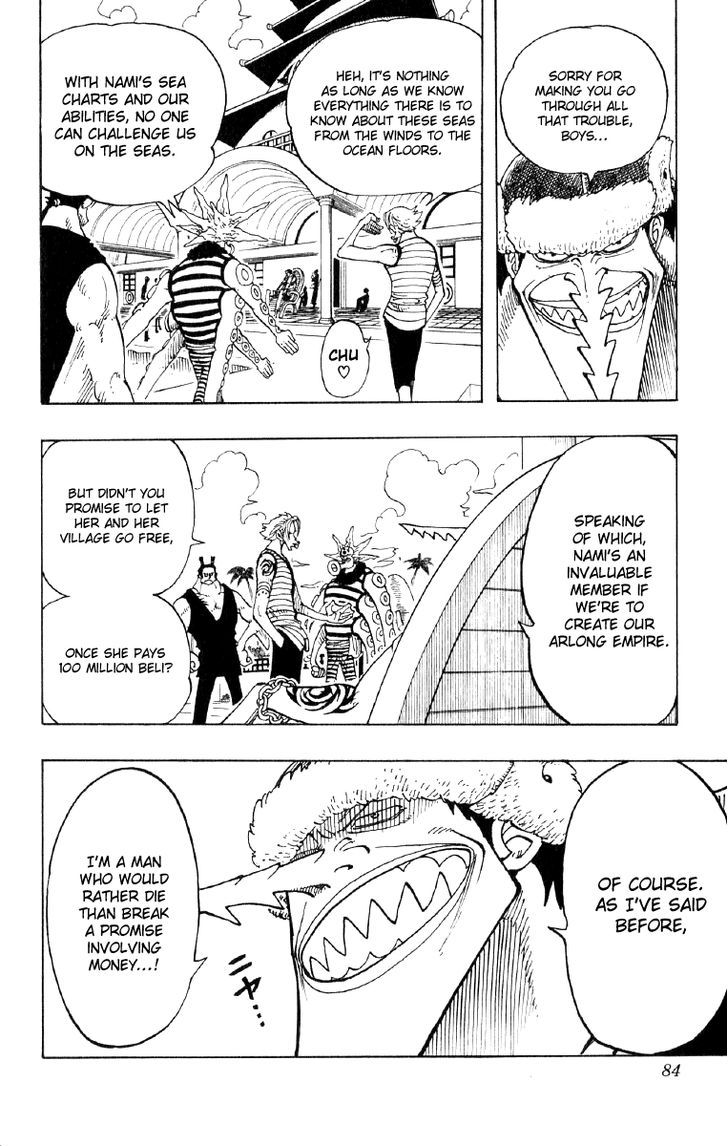 SORRY FOR
MAKING YOU GO
THROUGH ALL
THAT TROUBLE,
BOYS...
HEH, IT'S NOTHING
AS LONG AS WE KNOW
EVERYTHING THERE IS TO
KNOW ABOUT THESE SEAS
FROM THE WINDS TO THE
OCEAN FLOORS.
CHU
♡
WITH NAMI'S SEA
CHARTS AND OUR
ABILITIES, NO ONE
CAN CHALLENGE US
ON THE SEAS.
SPEAKING
OF WHICH,
NAMI'S AN
INVALUABLE
MEMBER IF
WE'RE TO
CREATE OUR
ARLONG EMPIRE.
BUT DIDN'T YOU
PROMISE TO LET
HER AND HER
VILLAGE GO FREE,
ONCE SHE PAYS
100 MILLION BELI?
OF COURSE.
AS I'VE SAID
BEFORE,
I'M A MAN
WHO WOULD
RATHER DIE
THAN BREAK
A PROMISE
INVOLVING
MONEY...!
ニヤ...
84